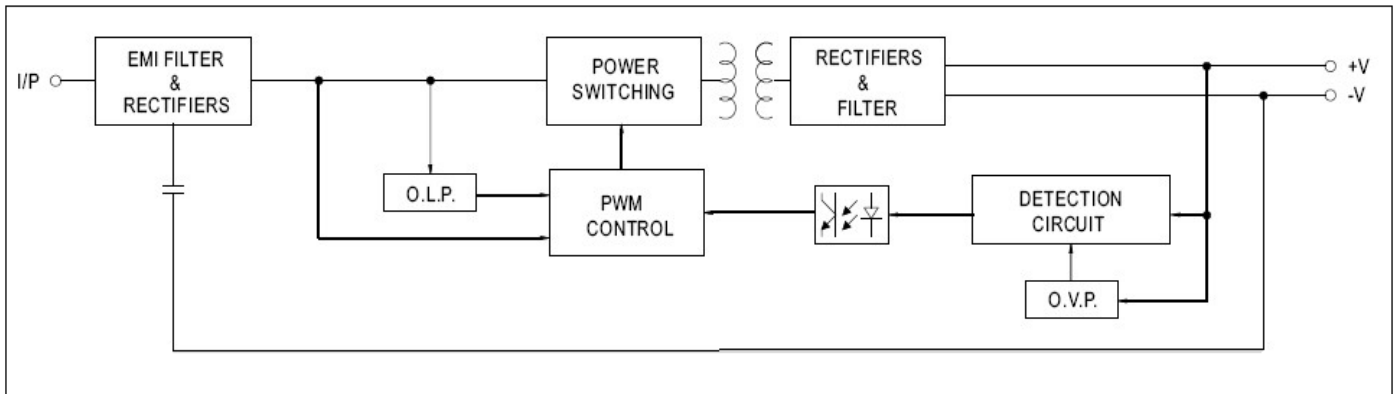 I/P
EMI FILTER
&
RECTIFIERS
POWER
SWITCHING
RECTIFIERS
&
FILTER
+V
-V
O.L.P.
PWM
CONTROL
DETECTION
CIRCUIT
O.V.P.